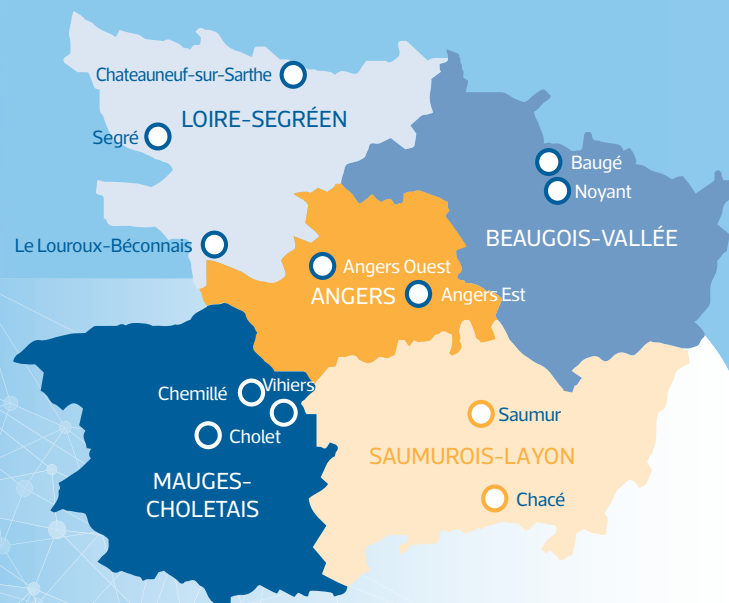 Chateauneuf-sur-Sarthe
LOIRE-SEGRÉEN
Segré
Baugé
Noyant
BEAUGOIS-VALLÉE
Le Louroux-Béconnais
Angers Ouest
ANGERS
Angers Est
Chemillé
Vihiers
Cholet
Saumur
SAUMUROIS-LAYON
MAUGES-
CHOLETAIS
Chacé